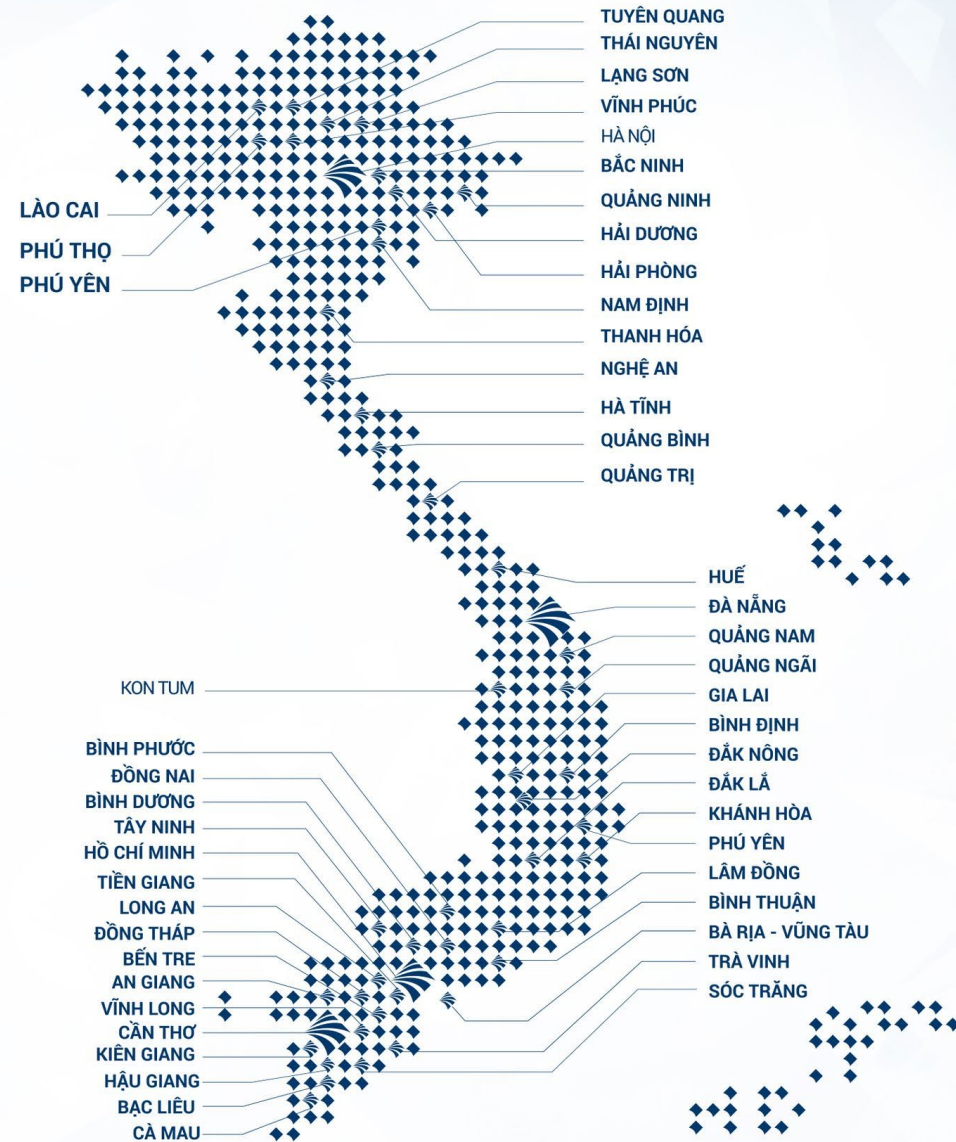 TUYÊN QUANG
THÁI NGUYÊN
LẠNG SƠN
VĨNH PHÚC
HÀ NỘI
BẮC NINH
QUẢNG NINH
HẢI DƯƠNG
HẢI PHÒNG
NAM ĐỊNH
THANH HÓA
NGHỆ AN
HÀ TĨNH
QUẢNG BÌNH
QUẢNG TRỊ
LÀO CAI
PHÚ THỌ
PHÚ YÊN
HUẾ
ĐÀ NẴNG
QUẢNG NAM
QUẢNG NGÃI
GIA LAI
BÌNH ĐỊNH
ĐẮK NÔNG
ĐẮK LẮ
KHÁNH HÒA
PHÚ YÊN
LÂM ĐỒNG
BÌNH THUẬN
BÀ RỊA - VŨNG TÀU
TRÀ VINH
SÓC TRĂNG
KON TUM
BÌNH PHƯỚC
ĐỒNG NAI
BÌNH DƯƠNG
TÂY NINH
HỒ CHÍ MINH
TIỀN GIANG
LONG AN
ĐỒNG THÁP
BẾN TRE
AN GIANG
VĨNH LONG
CẦN THƠ
KIÊN GIANG
HẬU GIANG
BẠC LIÊU
CÀ MAU